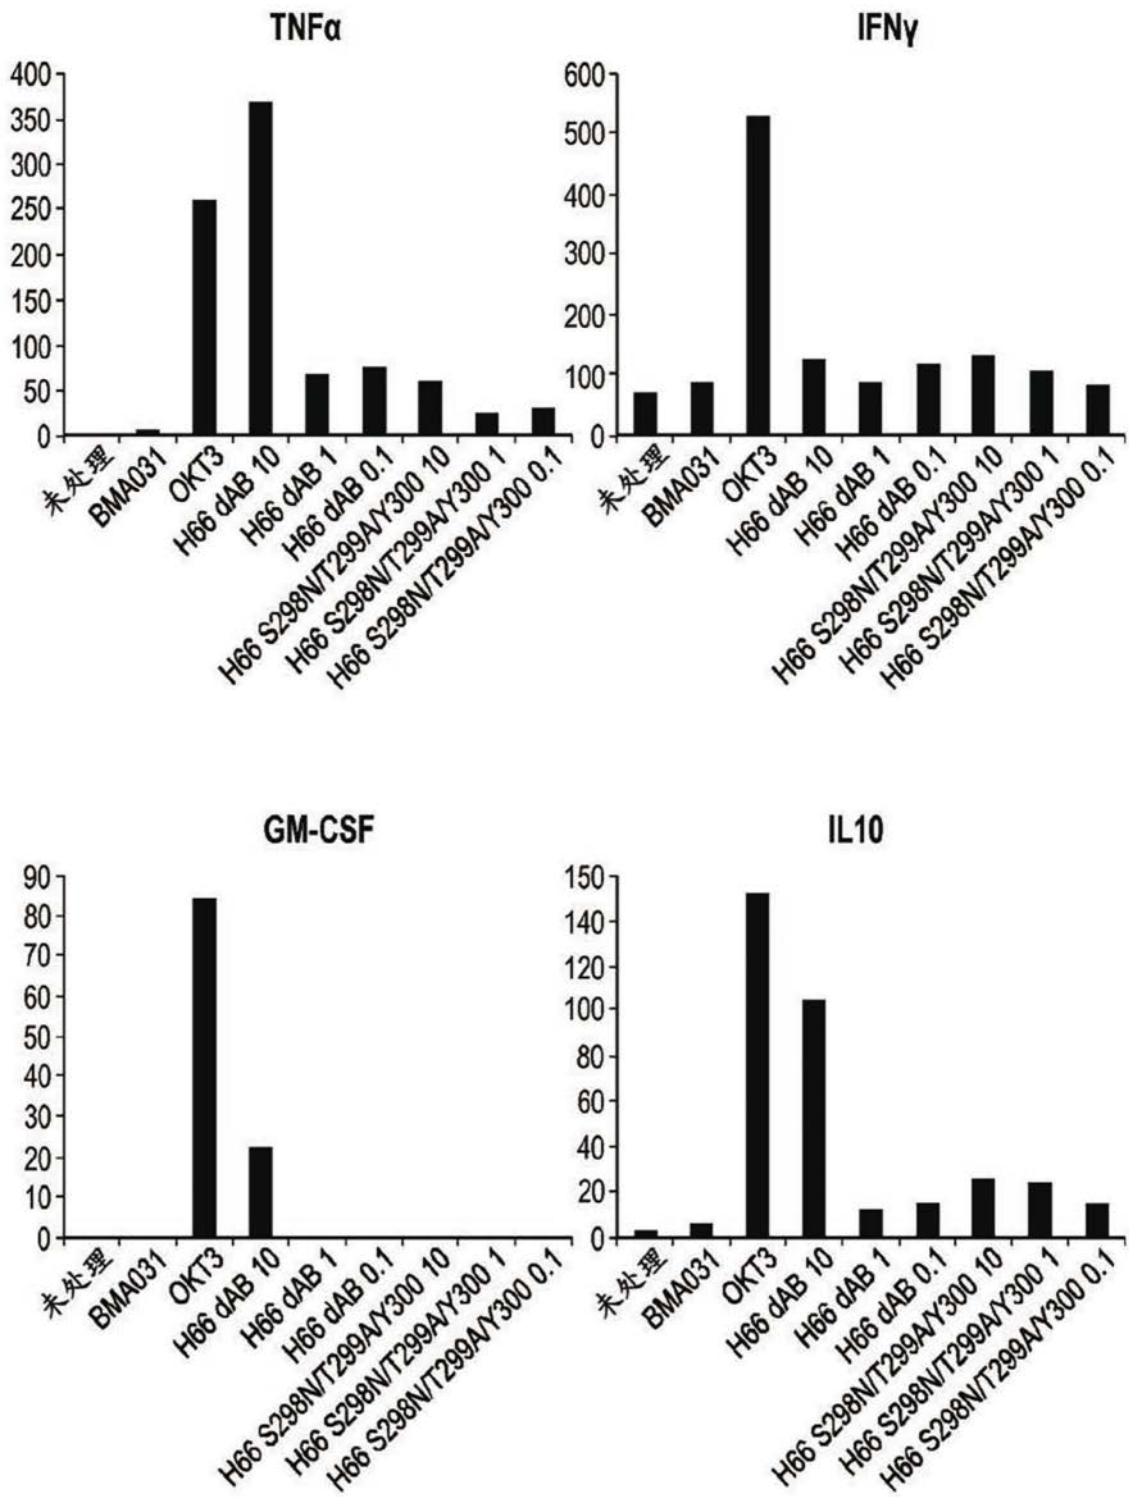 TNFα
400
350
300
250
200
150
100
50
0
未处理
BMA031
OKT3
H66 dAB 10
H66 dAB 1
H66 dAB 0.1
H66 S298N/T299A/Y300 10
H66 S298N/T299A/Y300 1
H66 S298N/T299A/Y300 0.1
IFNγ
600
500
400
300
200
100
0
未处理
BMA031
OKT3
H66 dAB 10
H66 dAB 1
H66 dAB 0.1
H66 S298N/T299A/Y300 10
H66 S298N/T299A/Y300 1
H66 S298N/T299A/Y300 0.1
GM-CSF
90
80
70
60
50
40
30
20
10
0
未处理
BMA031
OKT3
H66 dAB 10
H66 dAB 1
H66 dAB 0.1
H66 S298N/T299A/Y300 10
H66 S298N/T299A/Y300 1
H66 S298N/T299A/Y300 0.1
IL10
150
140
120
100
80
60
40
20
0
未处理
BMA031
OKT3
H66 dAB 10
H66 dAB 1
H66 dAB 0.1
H66 S298N/T299A/Y300 10
H66 S298N/T299A/Y300 1
H66 S298N/T299A/Y300 0.1